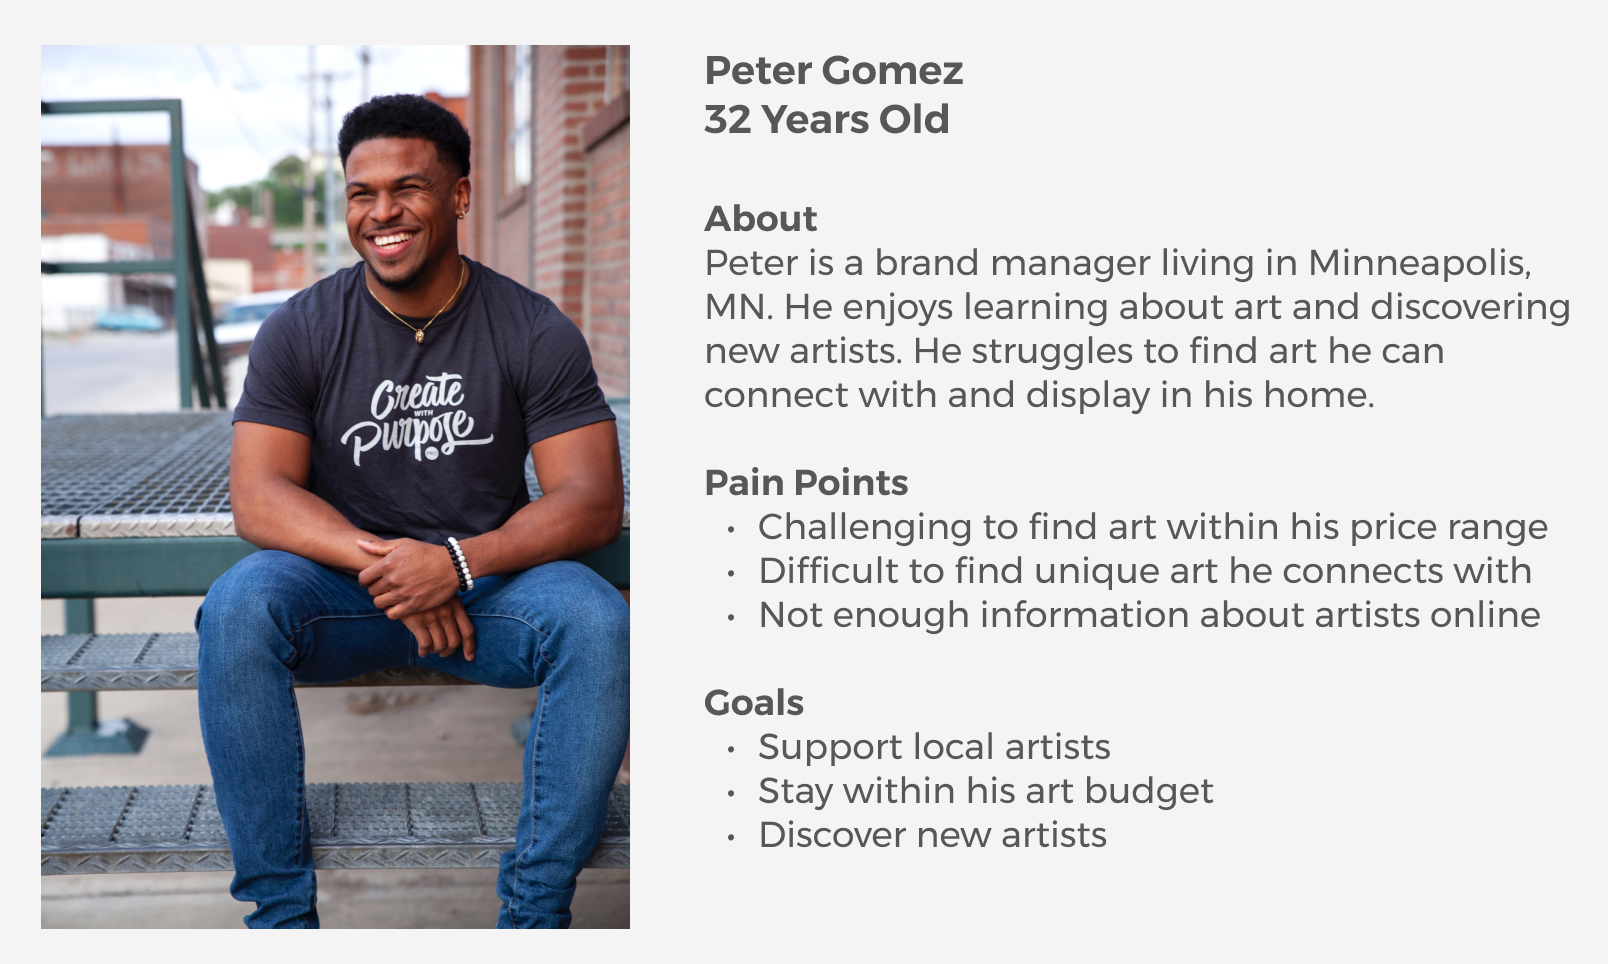 Peter Gomez
32 Years Old
About
Peter is a brand manager living in Minneapolis,
MN. He enjoys learning about art and discovering
new artists. He struggles to find art he can
connect with and display in his home.
Pain Points
• Challenging to find art within his price range
• Difficult to find unique art he connects with
• Not enough information about artists online
Goals
• Support local artists
• Stay within his art budget
• Discover new artists
Create
WITH
Purpose